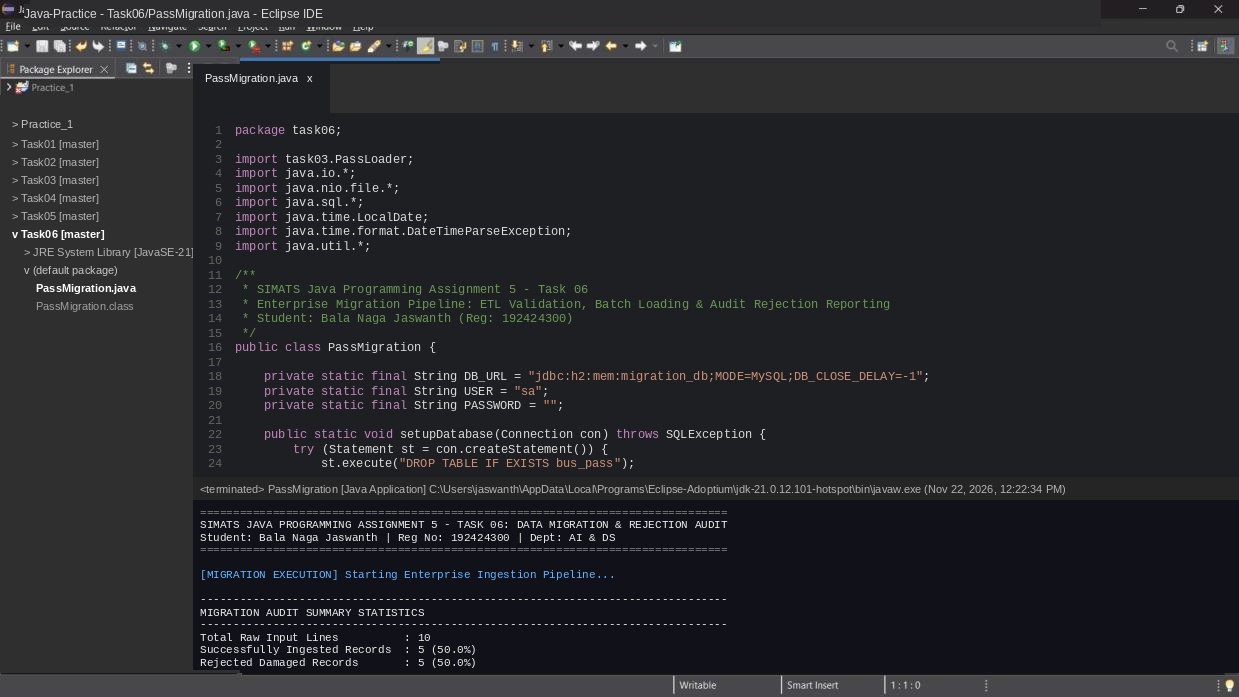 Java-Practice - Task06/PassMigration.java - Eclipse IDE
File Edit Source Refactor Navigate Search Project Run Window Help
Package Explorer
Practice_1
> Practice_1
> Task01 [master]
> Task02 [master]
> Task03 [master]
> Task04 [master]
> Task05 [master]
v Task06 [master]
> JRE System Library [JavaSE-21]
v (default package)
PassMigration.java
PassMigration.class
PassMigration.java x
1 package task06;
2
3 import task03.PassLoader;
4 import java.io.*;
5 import java.nio.file.*;
6 import java.sql.*;
7 import java.time.LocalDate;
8 import java.time.format.DateTimeParseException;
9 import java.util.*;
10
11 /**
12 * SIMATS Java Programming Assignment 5 - Task 06
13 * Enterprise Migration Pipeline: ETL Validation, Batch Loading & Audit Rejection Reporting
14 * Student: Bala Naga Jaswanth (Reg: 192424300)
15 */
16 public class PassMigration {
17
18 private static final String DB_URL = "jdbc:h2:mem:migration_db;MODE=MySQL;DB_CLOSE_DELAY=-1";
19 private static final String USER = "sa";
20 private static final String PASSWORD = "";
21
22 public static void setupDatabase(Connection con) throws SQLException {
23 try (Statement st = con.createStatement()) {
24 st.execute("DROP TABLE IF EXISTS bus_pass");
<terminated> PassMigration [Java Application] C:\Users\jaswanth\AppData\Local\Programs\Eclipse-Adoptium\jdk-21.0.12.101-hotspot\bin\javaw.exe (Nov 22, 2026, 12:22:34 PM)
================================================================================
SIMATS JAVA PROGRAMMING ASSIGNMENT 5 - TASK 06: DATA MIGRATION & REJECTION AUDIT
Student: Bala Naga Jaswanth | Reg No: 192424300 | Dept: AI & DS
================================================================================
[MIGRATION EXECUTION] Starting Enterprise Ingestion Pipeline...
--------------------------------------------------------------------------------
MIGRATION AUDIT SUMMARY STATISTICS
--------------------------------------------------------------------------------
Total Raw Input Lines : 10
Successfully Ingested Records : 5 (50.0%)
Rejected Damaged Records : 5 (50.0%)
Writable
Smart Insert
1 : 1 : 0